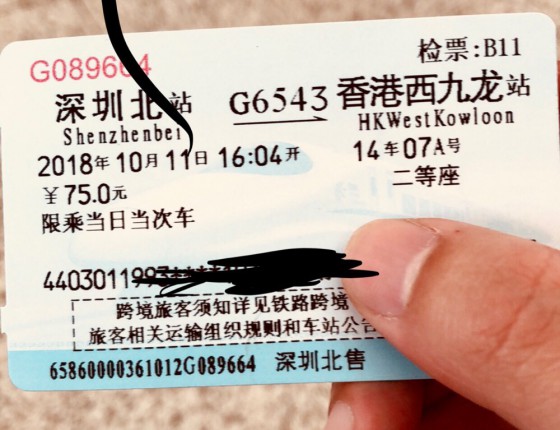 G089664
检票:B11
深圳北站 G6543 香港西九龙站
Shenzhenbei HKWestKowloon
2018年10月11日 16:04开 14车07A号
￥75.0元 二等座
限乘当日当次车
44030119
跨境旅客须知详见铁路跨境
旅客相关运输组织规则和车站公告
65860000361012G089664 深圳北售